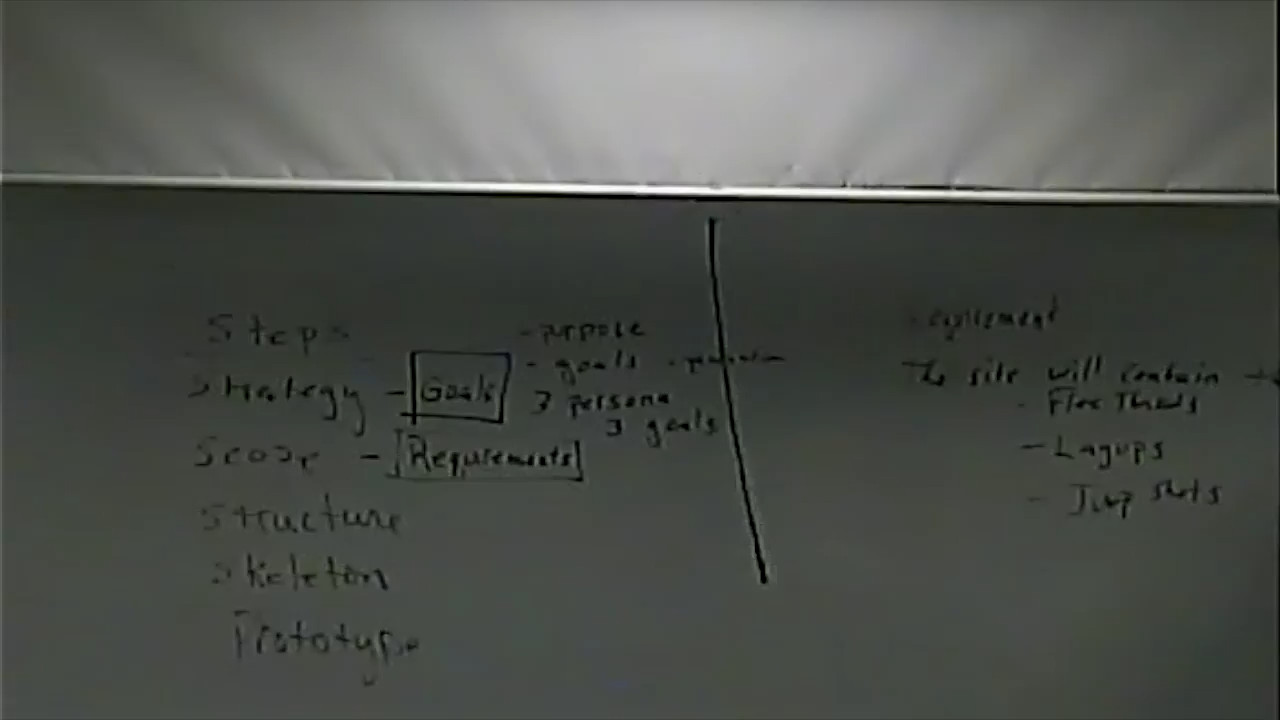 Steps
Strategy - Goals
Scope - [Requirements]
Structure
Skeleton
Prototype
- purpose
- goals
3 persona
3 goals
The site will contain
- Free Throws
- Layups
- Jump shots